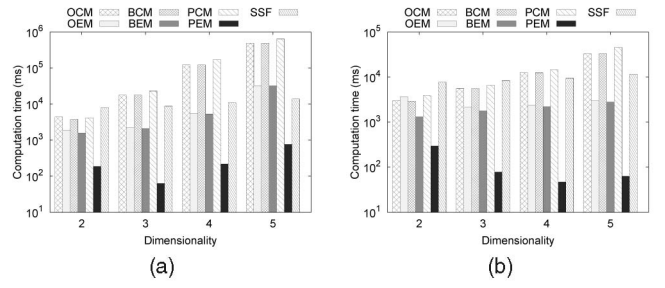 OCM BCM PCM SSF
OEM BEM PEM
10^6
10^5
10^4
10^3
10^2
10^1
Computation time (ms)
2 3 4 5
Dimensionality
(a)
OCM BCM PCM SSF
OEM BEM PEM
10^5
10^4
10^3
10^2
10^1
Computation time (ms)
2 3 4 5
Dimensionality
(b)